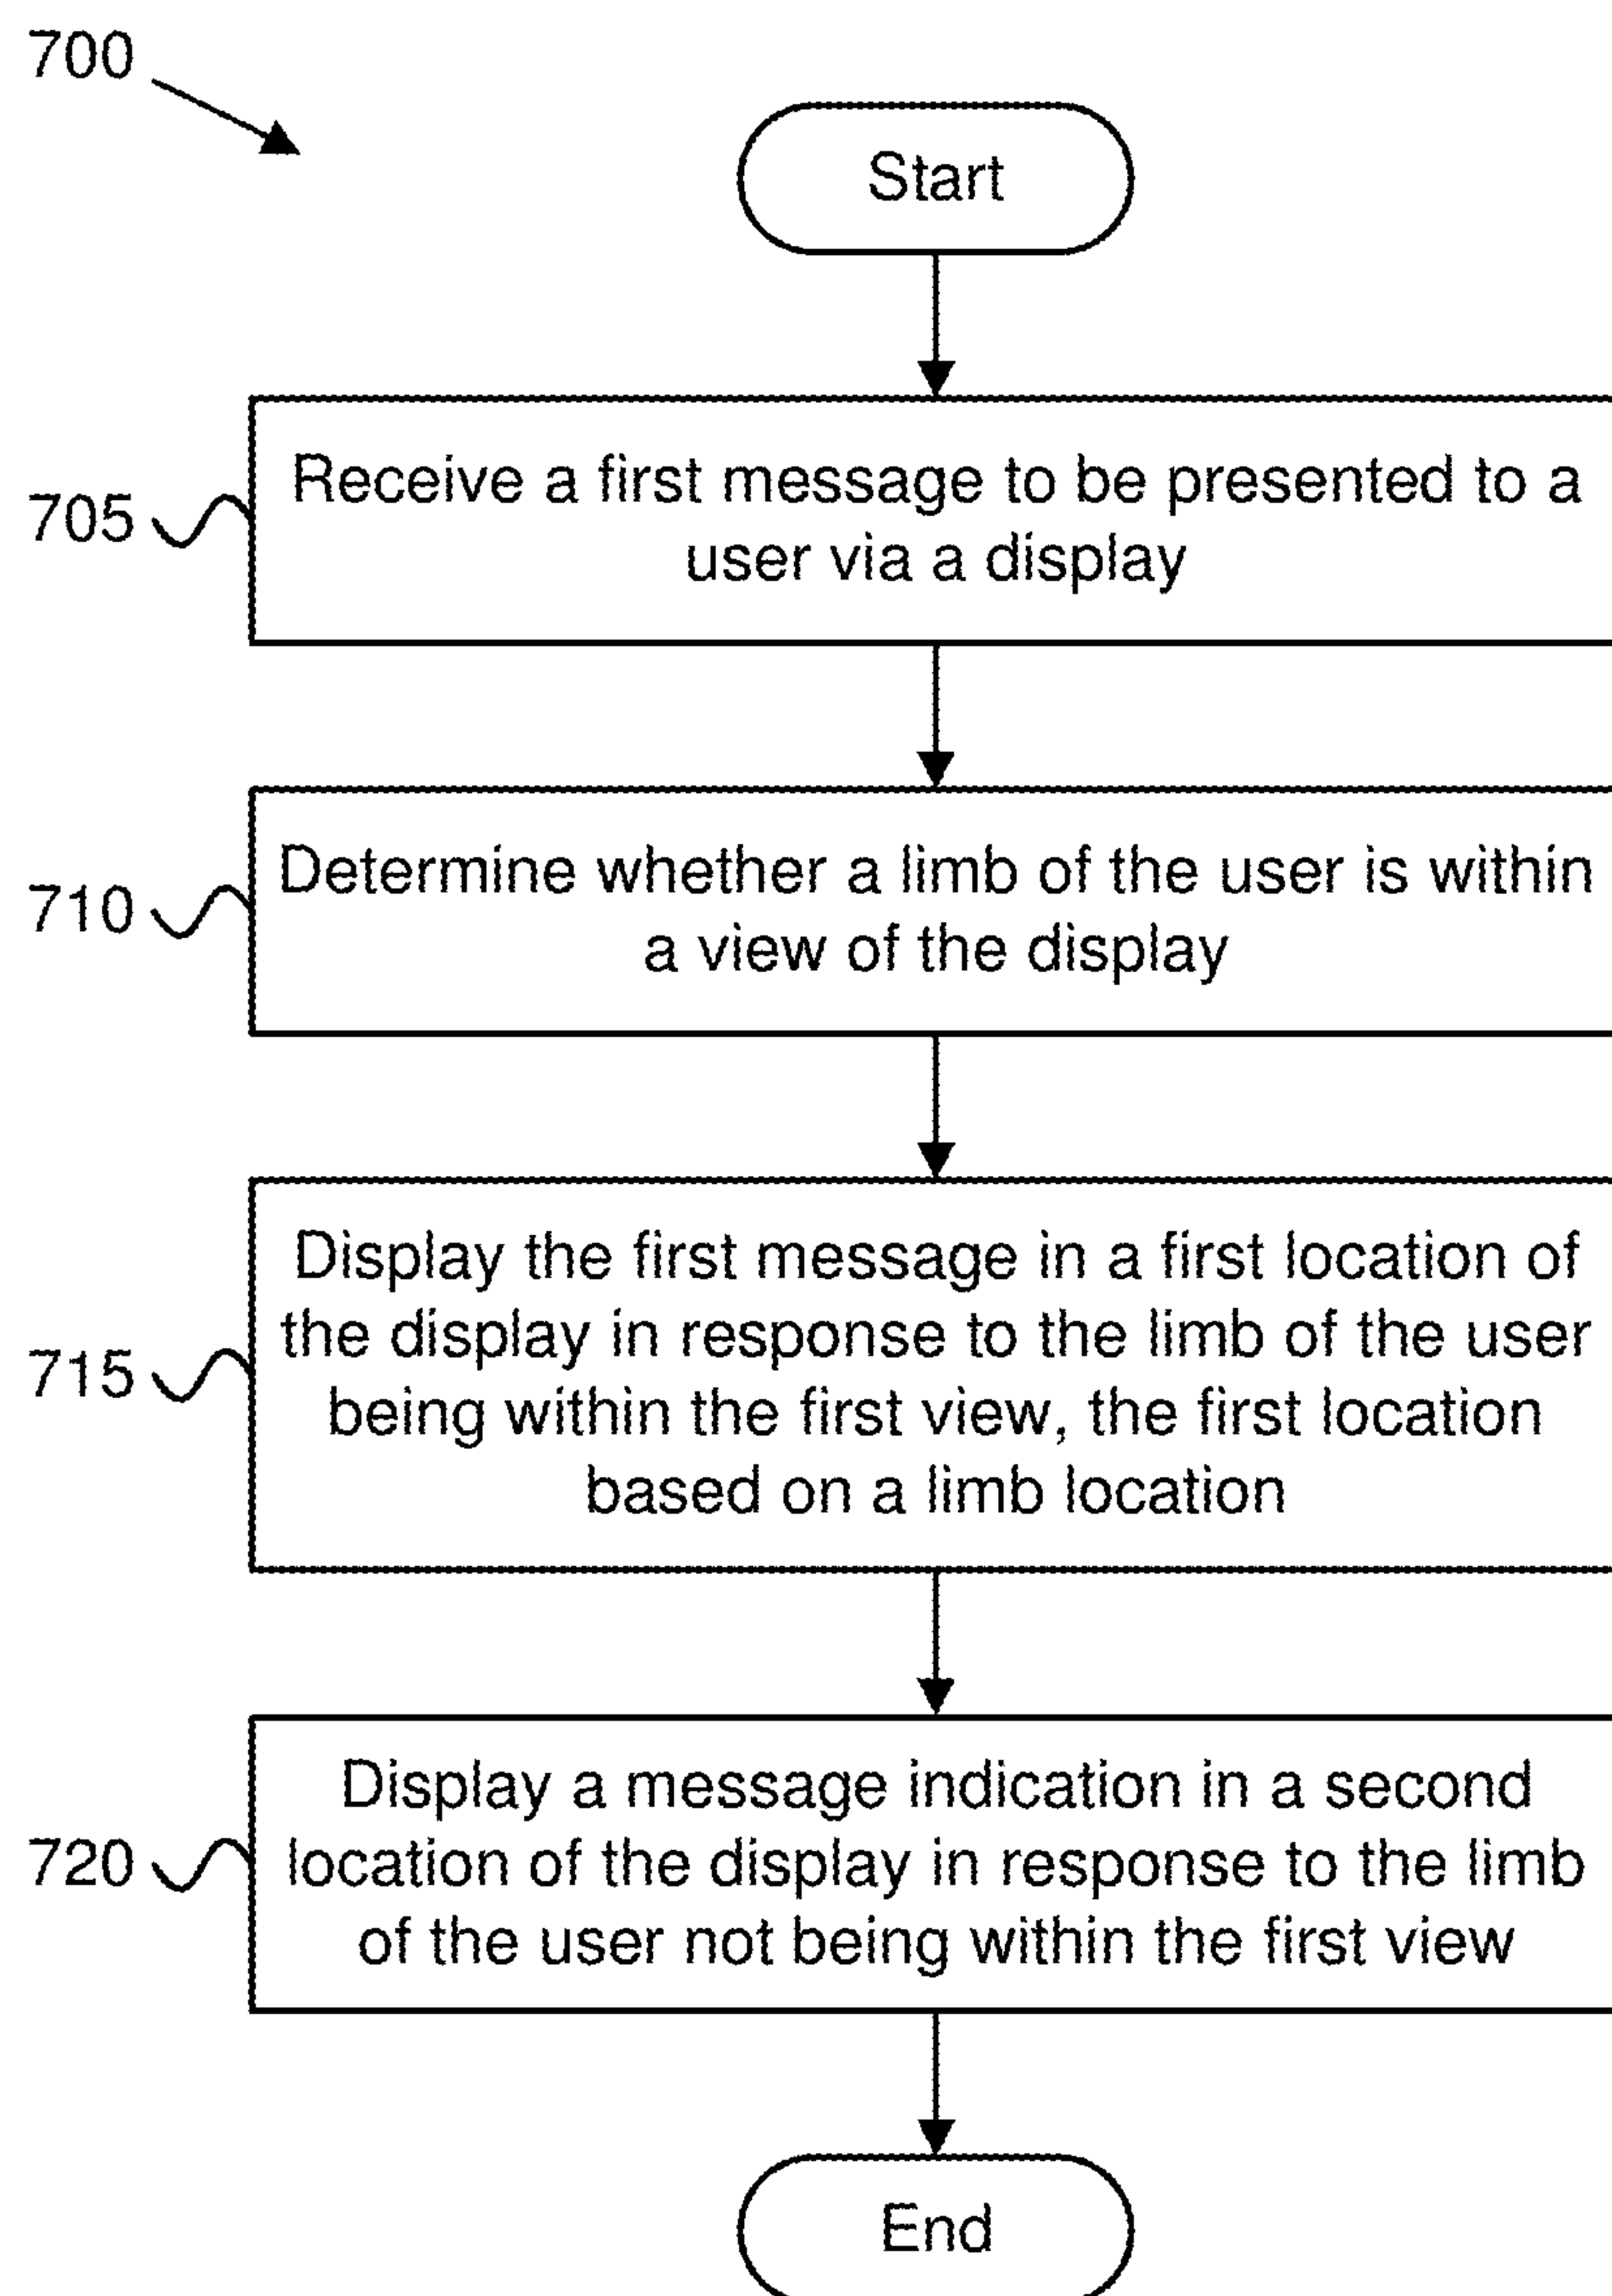 700
Start
705
Receive a first message to be presented to a
user via a display
710
Determine whether a limb of the user is within
a view of the display
715
Display the first message in a first location of
the display in response to the limb of the user
being within the first view, the first location
based on a limb location
720
Display a message indication in a second
location of the display in response to the limb
of the user not being within the first view
End